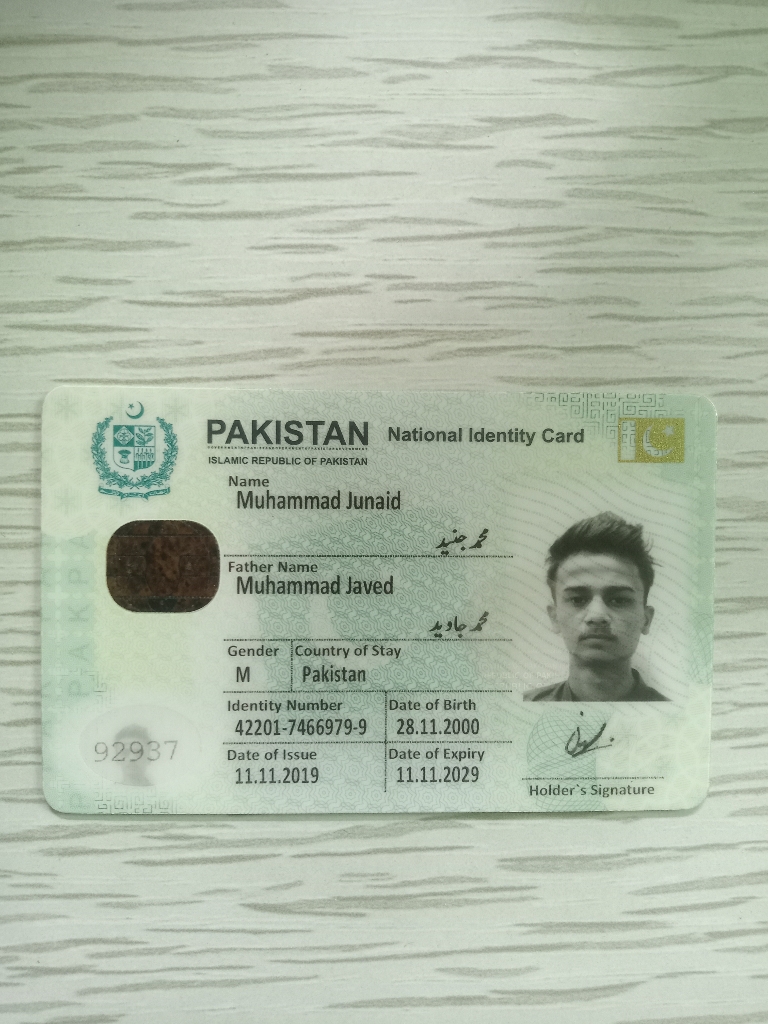 PAKISTAN National Identity Card
ISLAMIC REPUBLIC OF PAKISTAN
Name
Muhammad Junaid
محمد جنید
Father Name
Muhammad Javed
محمد جاوید
Gender Country of Stay
M Pakistan
Identity Number Date of Birth
42201-7466979-9 28.11.2000
Date of Issue Date of Expiry
11.11.2019 11.11.2029
92937
Holder`s Signature